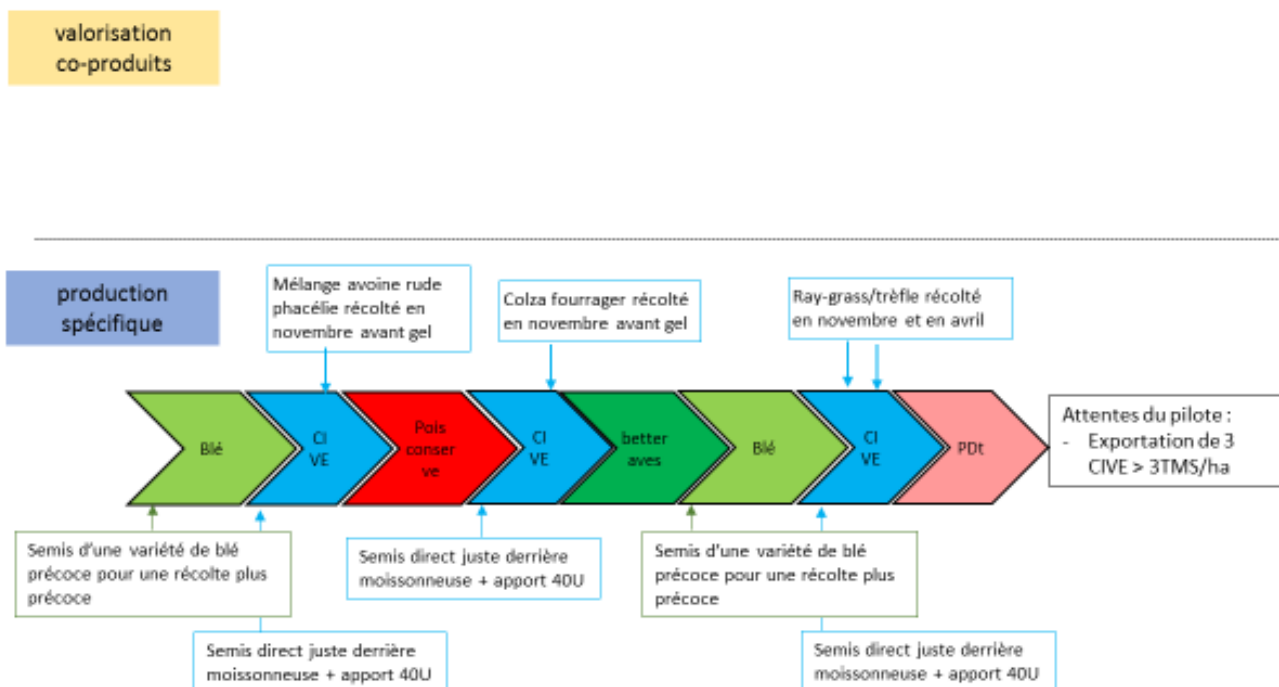 valorisation
co-produits
production
spécifique
Mélange avoine rude
phacélie récolté en
novembre avant gel
Colza fourrager récolté
en novembre avant gel
Ray-grass/trèfle récolté
en novembre et en avril
Blé
CI
VE
Pois
conser
ve
CI
VE
better
aves
Blé
CI
VE
PDt
Attentes du pilote :
- Exportation de 3
CIVE > 3TMS/ha
Semis d'une variété de blé
précoce pour une récolte plus
précoce
Semis direct juste derrière
moissonneuse + apport 40U
Semis d'une variété de blé
précoce pour une récolte plus
précoce
Semis direct juste derrière
moissonneuse + apport 40U
Semis direct juste derrière
moissonneuse + apport 40U